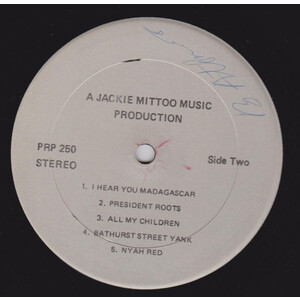 A JACKIE MITTOO MUSIC
PRODUCTION
PRP 250
STEREO
Side Two
1. I HEAR YOU MADAGASCAR
2. PRESIDENT ROOTS
3. ALL MY CHILDREN
4. BATHURST STREET YANK
5. NYAH RED